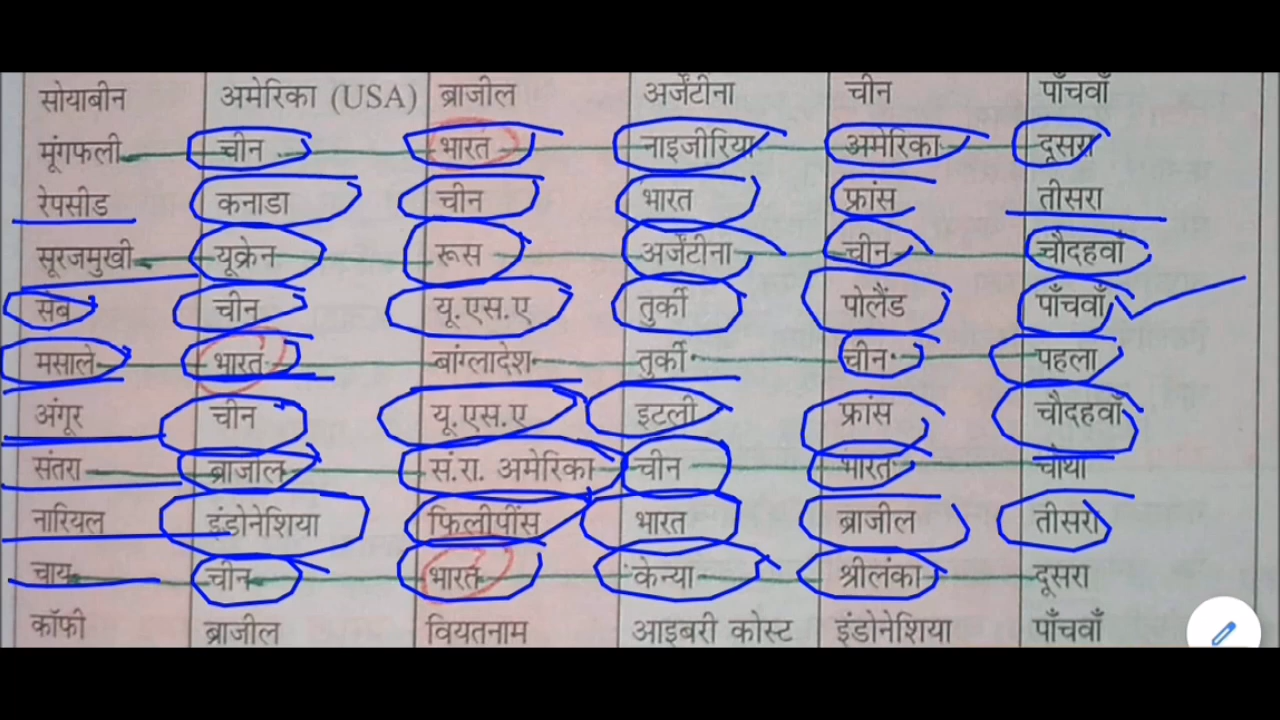 सोयाबीन अमेरिका (USA) ब्राजील अर्जेंटीना चीन पाँचवाँ
मूंगफली चीन भारत नाइजीरिया अमेरिका दूसरा
रेपसीड कनाडा चीन भारत फ्रांस तीसरा
सूरजमुखी यूक्रेन रूस अर्जेंटीना चीन चौदहवाँ
सेब चीन यू.एस.ए तुर्की पोलैंड पाँचवाँ
मसाले भारत बांग्लादेश तुर्की चीन पहला
अंगूर चीन यू.एस.ए इटली फ्रांस चौदहवाँ
संतरा ब्राजील सं.रा. अमेरिका चीन भारत चौथा
नारियल इंडोनेशिया फिलीपींस भारत ब्राजील तीसरा
चाय चीन भारत केन्या श्रीलंका दूसरा
कॉफी ब्राजील वियतनाम आइबरी कोस्ट इंडोनेशिया पाँचवाँ